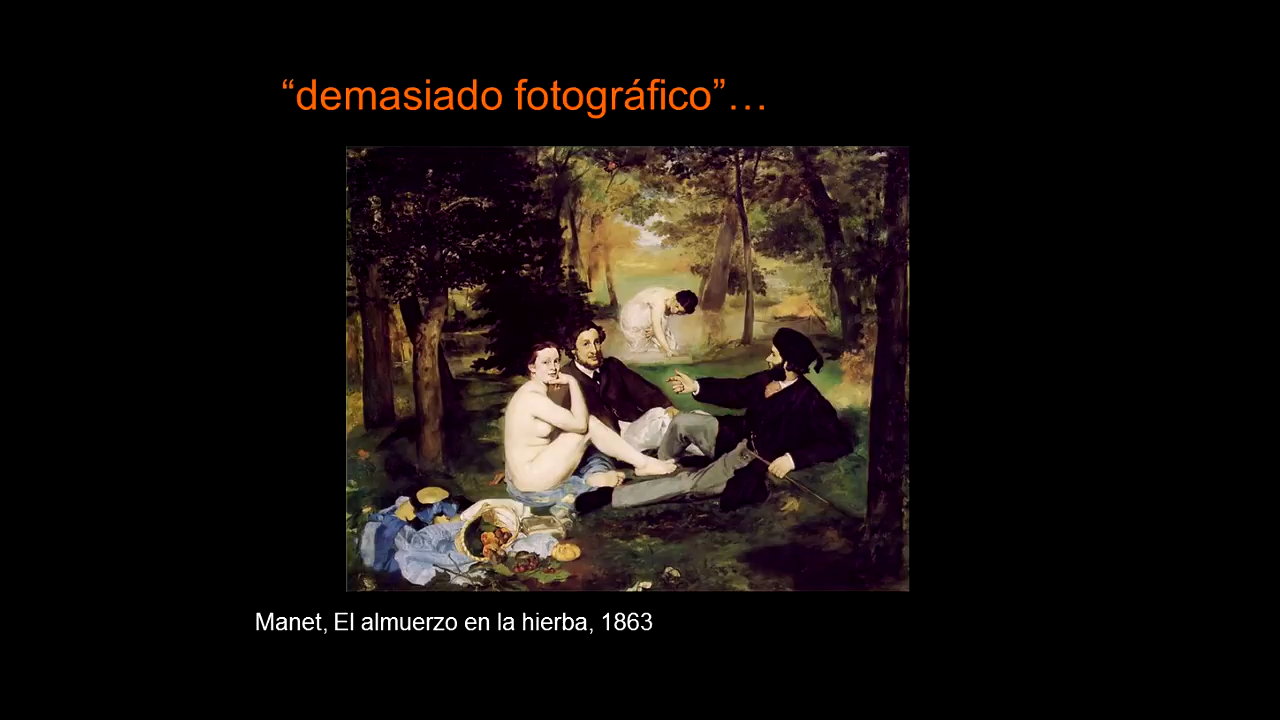 “demasiado fotográfico”…
Manet, El almuerzo en la hierba, 1863